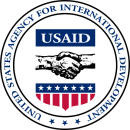 UNITED STATES AGENCY FOR INTERNATIONAL DEVELOPMENT
USAID